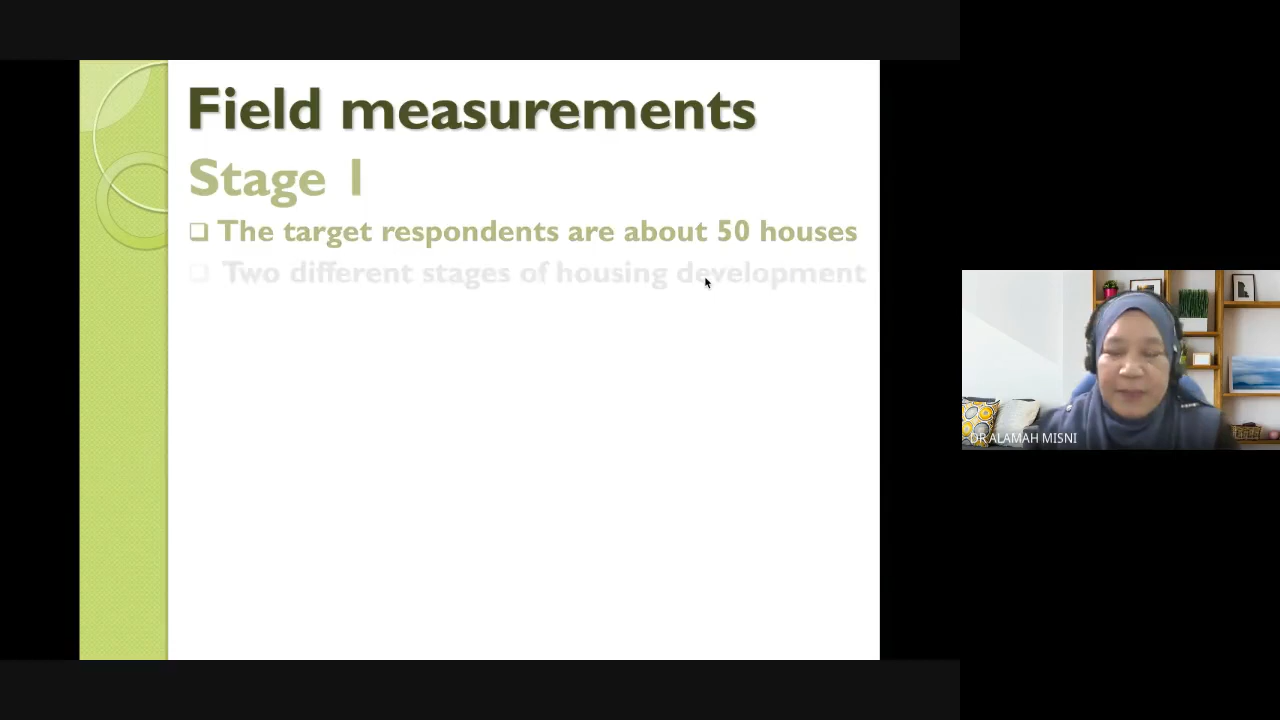 Field measurements
Stage 1
The target respondents are about 50 houses
Two different stages of housing development
DR ALAMAH MISNI